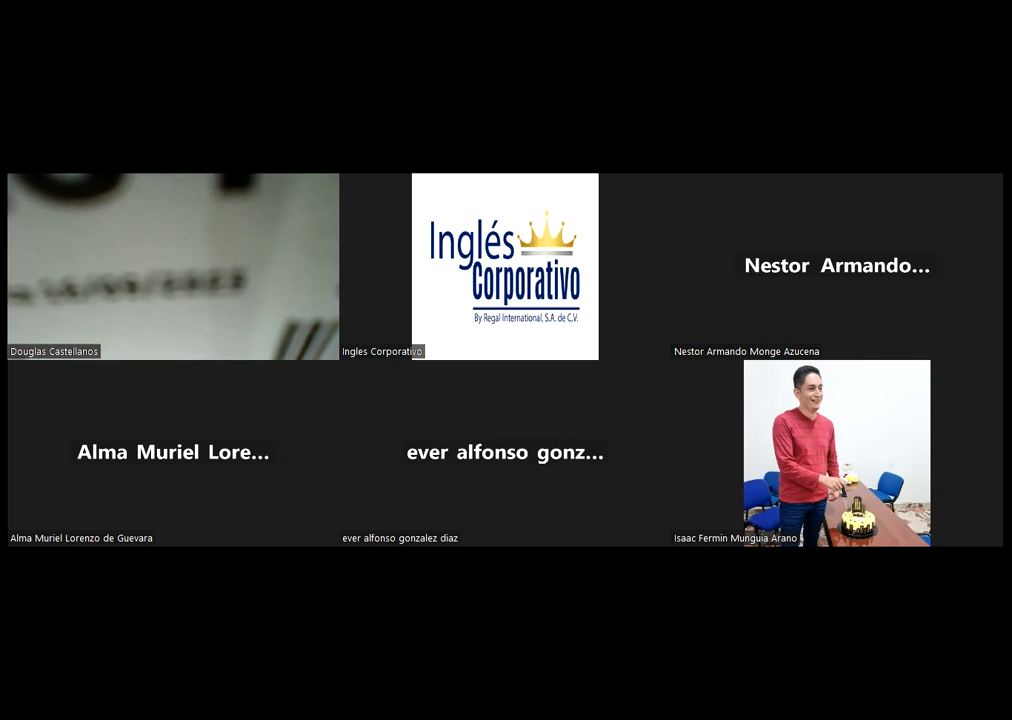 Douglas Castellanos
Inglés
Corporativo
By Regal International, S.A. de C.V.
Ingles Corporativo
Nestor Armando...
Nestor Armando Monge Azucena
Alma Muriel Lore...
Alma Muriel Lorenzo de Guevara
ever alfonso gonz...
ever alfonso gonzalez diaz
Isaac Fermin Munguia Arano